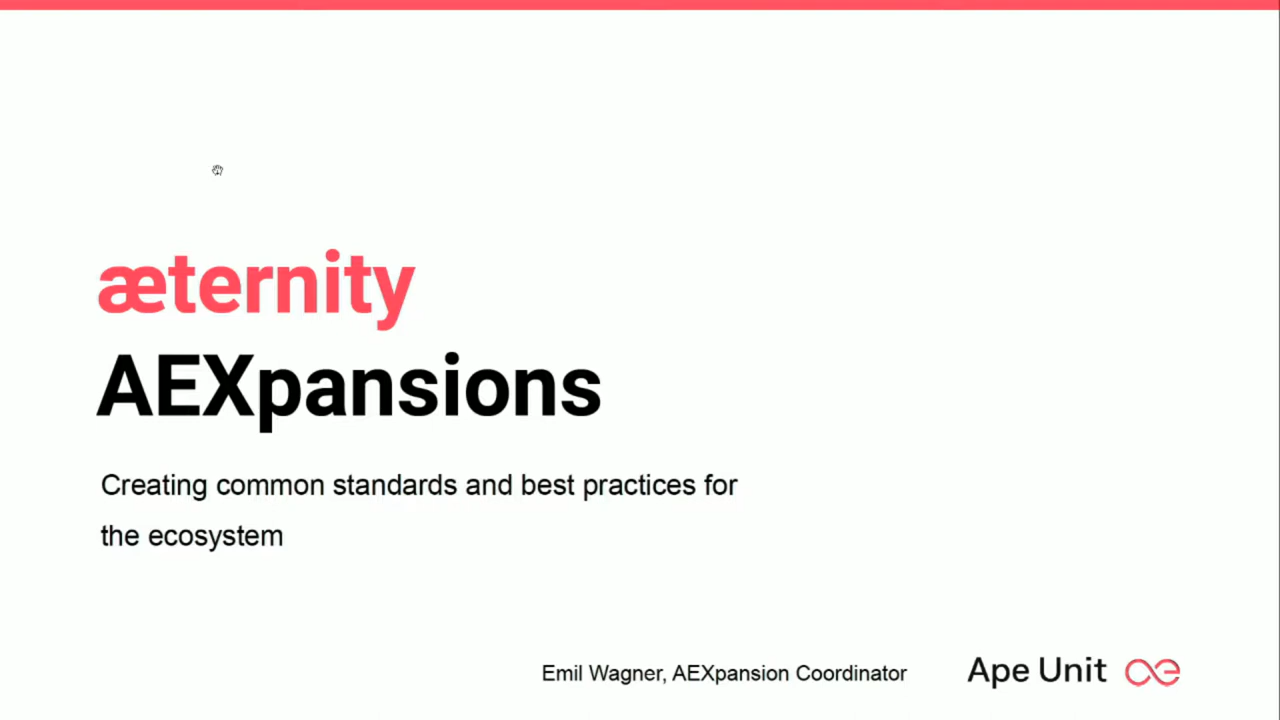 æternity
AEXpansions
Creating common standards and best practices for
the ecosystem
Emil Wagner, AEXpansion Coordinator
Ape Unit